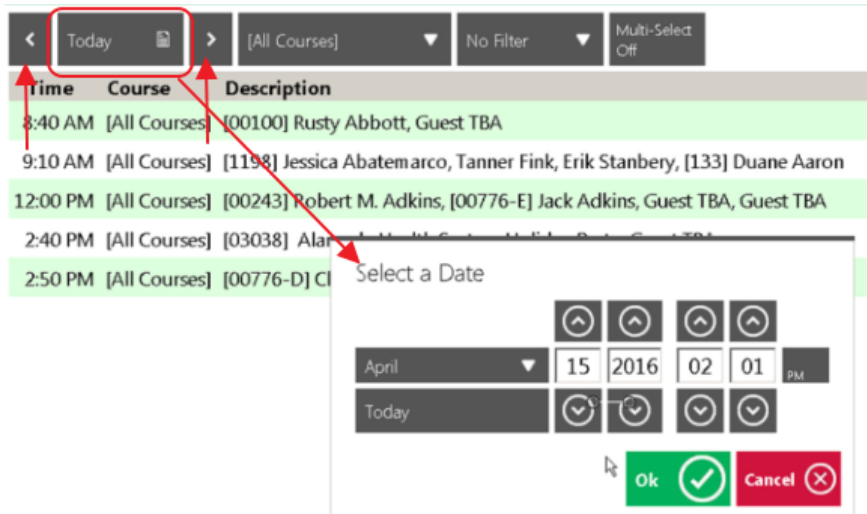 Today [All Courses] No Filter Multi-Select Off
Time Course Description
8:40 AM [All Courses] [00100] Rusty Abbott, Guest TBA
9:10 AM [All Courses] [1198] Jessica Abatemarco, Tanner Fink, Erik Stanbery, [133] Duane Aaron
12:00 PM [All Courses] [00243] Robert M. Adkins, [00776-E] Jack Adkins, Guest TBA, Guest TBA
2:40 PM [All Courses] [03038]
2:50 PM [All Courses] [00776-D] Cl
Select a Date
April 15 2016 02 01 PM
Today
Ok Cancel